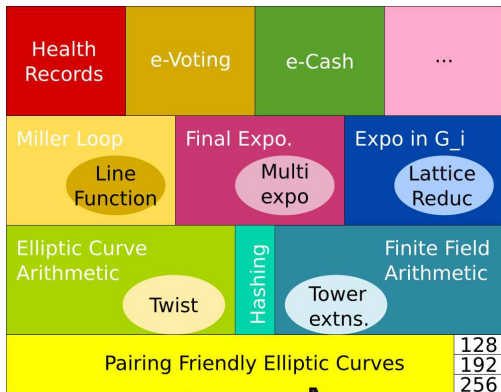 Health
Records
e-Voting
e-Cash
...
Miller Loop
Line
Function
Final Expo.
Multi
expo
Expo in G_i
Lattice
Reduc
Elliptic Curve
Arithmetic
Twist
Hashing
Finite Field
Arithmetic
Tower
extns.
Pairing Friendly Elliptic Curves
128
192
256